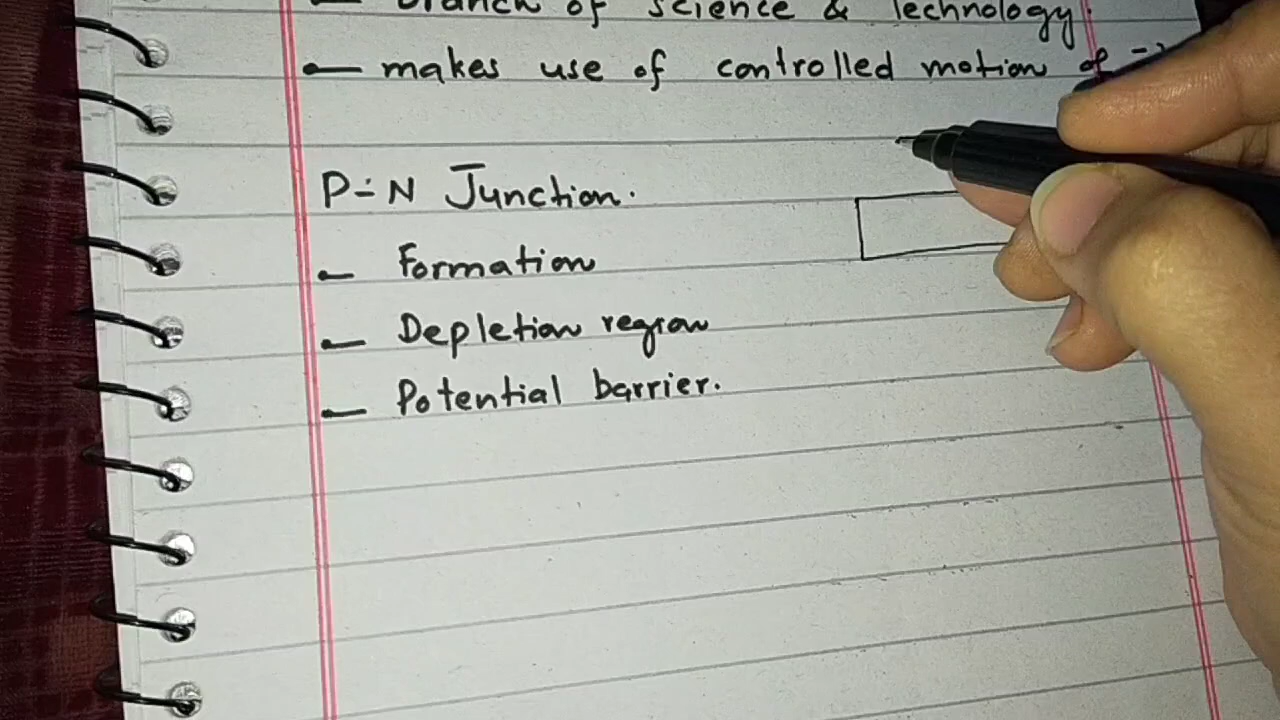 — Branch of science & Technology.
— makes use of controlled motion of
P-N Junction.
— Formation
— Depletion region
— Potential barrier.